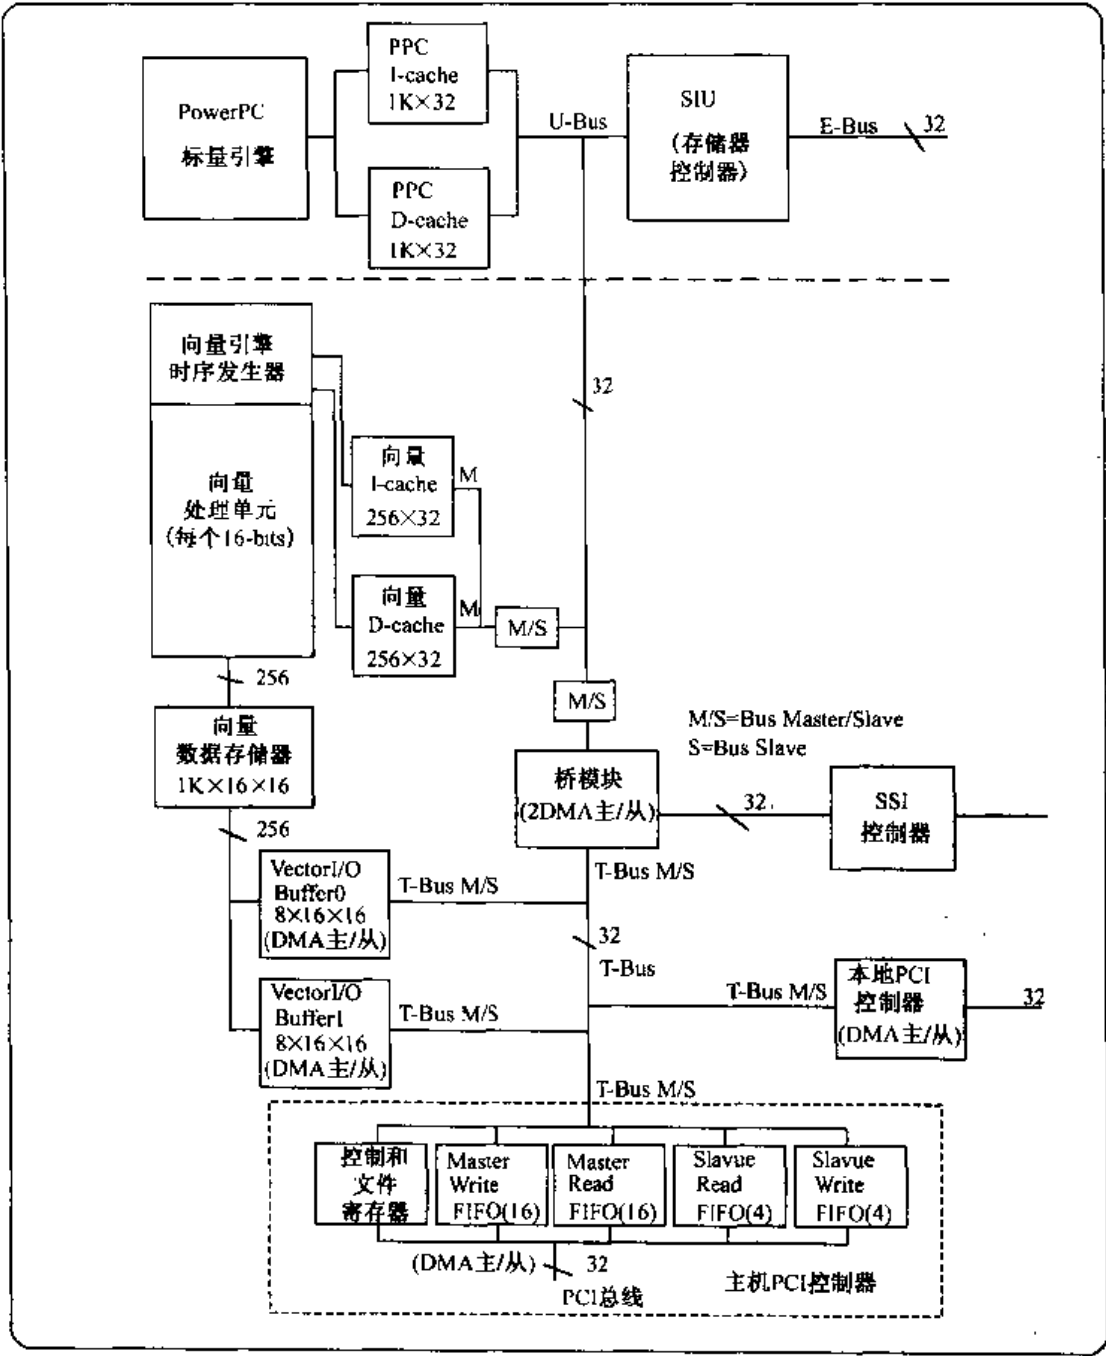 PowerPC
标量引擎
PPC
I-cache
1K×32
PPC
D-cache
1K×32
U-Bus
SIU
(存储器
控制器)
E-Bus
32
向量引擎
时序发生器
向量
处理单元
(每个16-bits)
32
向量
I-cache
256×32
M
向量
D-cache
256×32
M
M/S
256
M/S
M/S=Bus Master/Slave
S=Bus Slave
向量
数据存储器
1K×16×16
桥模块
(2DMA主/从)
32
SSI
控制器
256
VectorI/O
Buffer0
8×16×16
(DMA主/从)
T-Bus M/S
T-Bus M/S
32
T-Bus
VectorI/O
Buffer1
8×16×16
(DMA主/从)
T-Bus M/S
T-Bus M/S
本地PCI
控制器
(DMA主/从)
32
T-Bus M/S
控制和
文件
寄存器
Master
Write
FIFO(16)
Master
Read
FIFO(16)
Slavue
Read
FIFO(4)
Slavue
Write
FIFO(4)
(DMA主/从)
32
PCI总线
主机PCI控制器